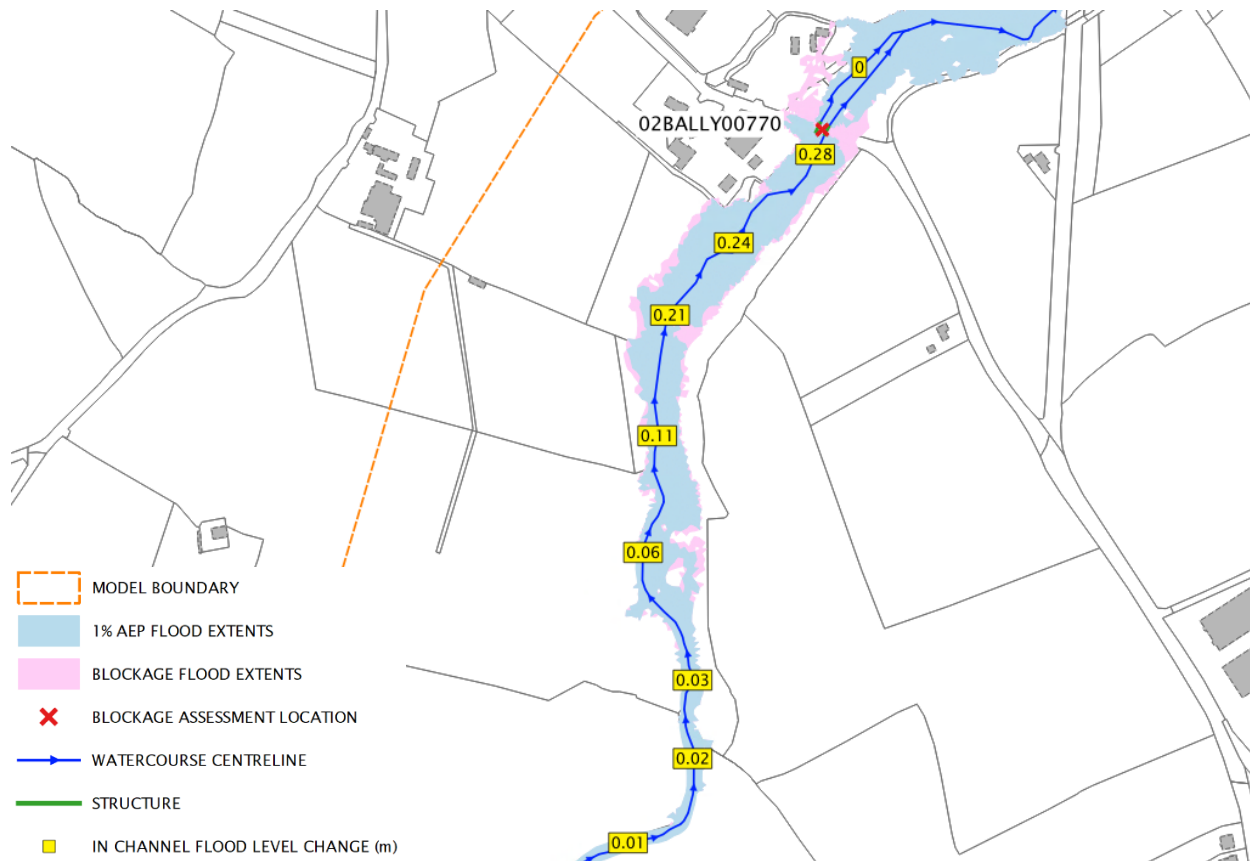 0
02BALLY00770
0.28
0.24
0.21
0.11
0.06
0.03
0.02
0.01
MODEL BOUNDARY
1% AEP FLOOD EXTENTS
BLOCKAGE FLOOD EXTENTS
BLOCKAGE ASSESSMENT LOCATION
WATERCOURSE CENTRELINE
STRUCTURE
IN CHANNEL FLOOD LEVEL CHANGE (m)